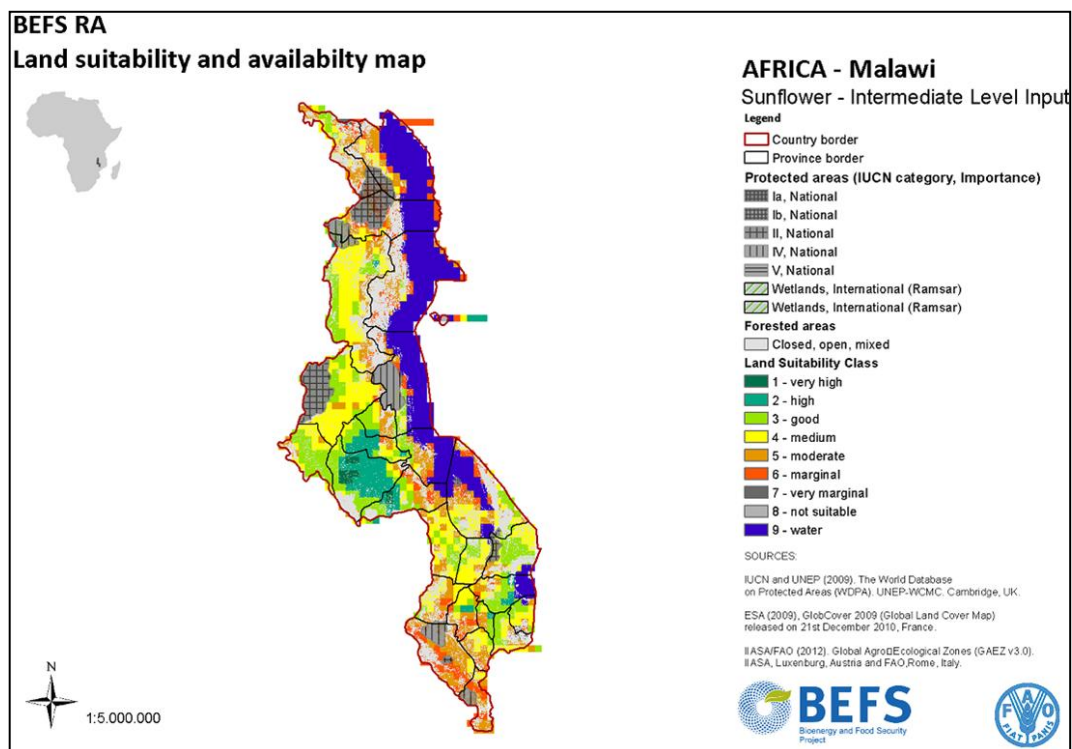 BEFS RA
Land suitability and availabilty map
AFRICA - Malawi
Sunflower - Intermediate Level Input
Legend
Country border
Province border
Protected areas (IUCN category, Importance)
Ia, National
Ib, National
II, National
IV, National
V, National
Wetlands, International (Ramsar)
Wetlands, International (Ramsar)
Forested areas
Closed, open, mixed
Land Suitability Class
1 - very high
2 - high
3 - good
4 - medium
5 - moderate
6 - marginal
7 - very marginal
8 - not suitable
9 - water
SOURCES:
IUCN and UNEP (2009). The World Database
on Protected Areas (WDPA). UNEP-WCMC. Cambridge, UK.
ESA (2009), GlobCover 2009 (Global Land Cover Map)
released on 21st December 2010, France.
IIASA/FAO (2012). Global Agro□Ecological Zones (GAEZ v3.0).
IIASA, Luxenburg, Austria and FAO,Rome, Italy.
N
1:5.000.000
BEFS
Bioenergy and Food Security
Project
F A O
FIAT PANIS